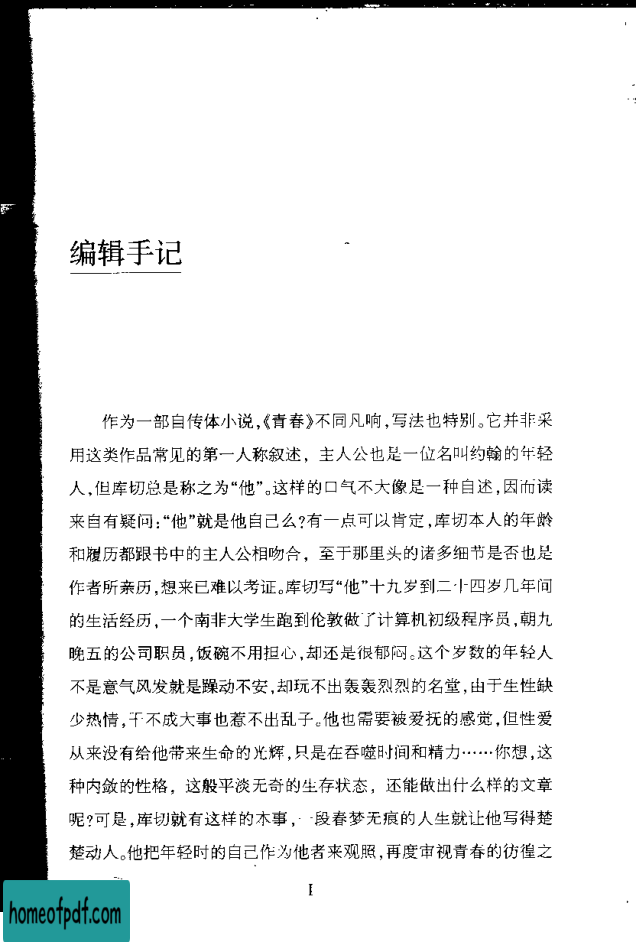 编辑手记
作为一部自传体小说,《青春》不同凡响,写法也特别。它并非采
用这类作品常见的第一人称叙述，主人公也是一位名叫约翰的年轻
人,但库切总是称之为“他”。这样的口气不大像是一种自述,因而读
来自有疑问:“他”就是他自己么?有一点可以肯定,库切本人的年龄
和履历都跟书中的主人公相吻合，至于那里头的诸多细节是否也是
作者所亲历,想来已难以考证。库切写“他”十九岁到二十四岁几年间
的生活经历,一个南非大学生跑到伦敦做了计算机初级程序员,朝九
晚五的公司职员,饭碗不用担心,却还是很郁闷。这个岁数的年轻人
不是意气风发就是躁动不安,却玩不出轰轰烈烈的名堂,由于生性缺
少热情,干不成大事也惹不出乱子。他也需要被爱抚的感觉,但性爱
从来没有给他带来生命的光辉,只是在吞噬时间和精力……你想,这
种内敛的性格，这般平淡无奇的生存状态，还能做出什么样的文章
呢?可是,库切就有这样的本事,一段春梦无痕的人生就让他写得楚
楚动人。他把年轻时的自己作为他者来观照,再度审视青春的彷徨之
I
homeofpdf.com